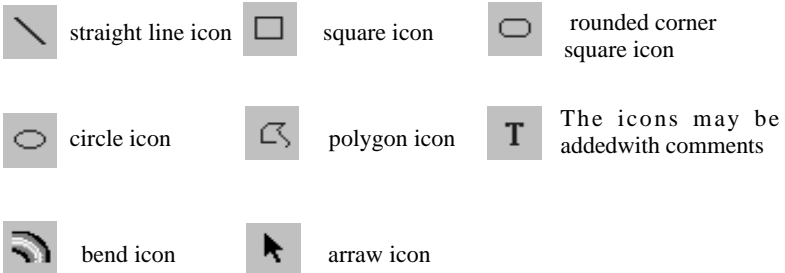 straight line icon
square icon
rounded corner
square icon
circle icon
polygon icon
T
The icons may be
addedwith comments
bend icon
arraw icon